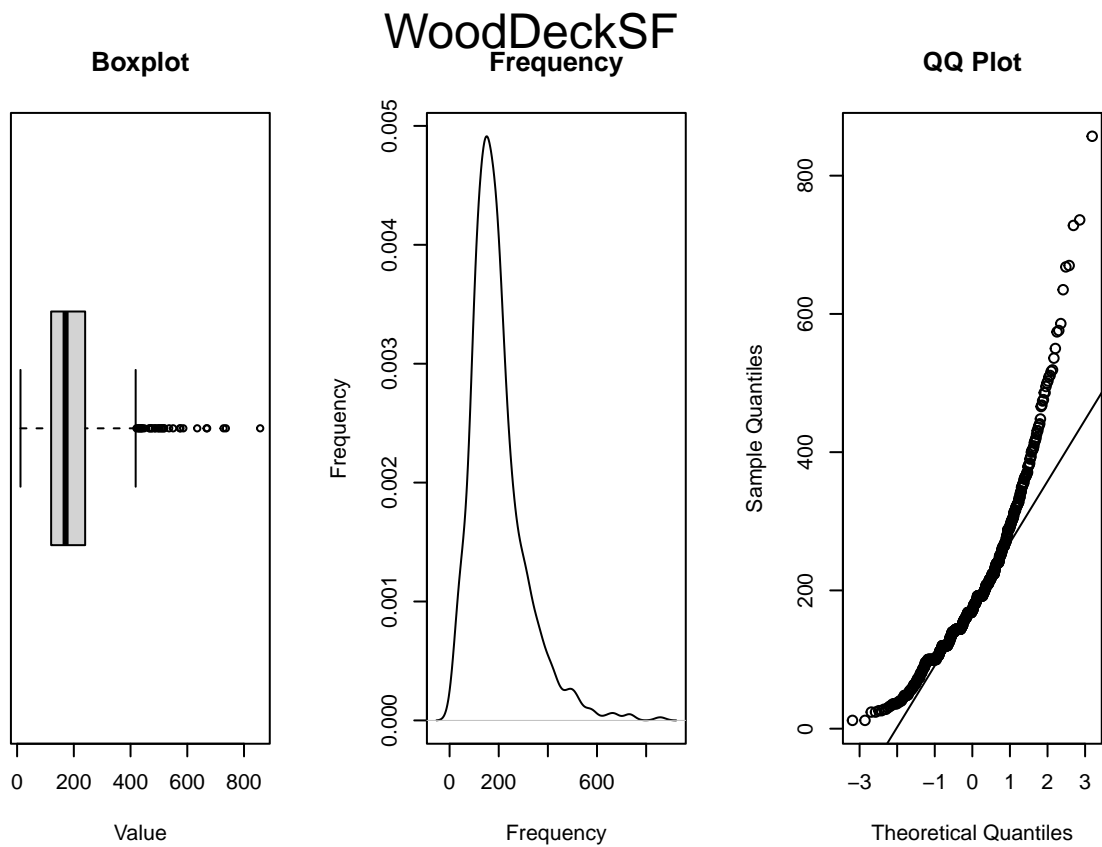 WoodDeckSF
Boxplot
0 200 400 600 800
Value
Frequency
0.000 0.001 0.002 0.003 0.004 0.005
Frequency
0 200 600
Frequency
QQ Plot
0 200 400 600 800
Sample Quantiles
−3 −2 −1 0 1 2 3
Theoretical Quantiles